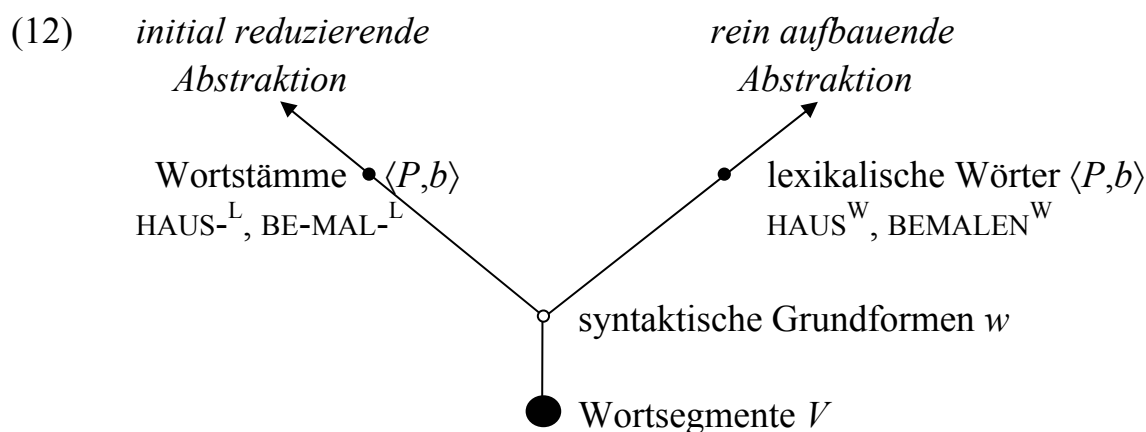 (12) initial reduzierende rein aufbauende
Abstraktion Abstraktion
Wortstämme ⟨P,b⟩ lexikalische Wörter ⟨P,b⟩
HAUS-ᴸ, BE-MAL-ᴸ HAUSᵂ, BEMALENᵂ
syntaktische Grundformen w
Wortsegmente V